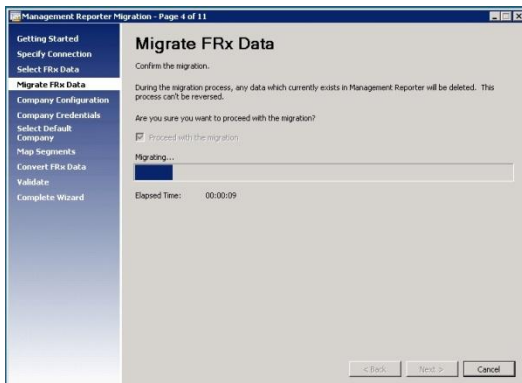 Management Reporter Migration - Page 4 of 11
Getting Started
Specify Connection
Select FRx Data
Migrate FRx Data
Company Configuration
Company Credentials
Select Default
Company
Map Segments
Convert FRx Data
Validate
Complete Wizard
Migrate FRx Data
Confirm the migration.
During the migration process, any data which currently exists in Management Reporter will be deleted. This
process can't be reversed.
Are you sure you want to proceed with the migration?
Proceed with the migration
Migrating...
Elapsed Time: 00:00:09
< Back
Next >
Cancel